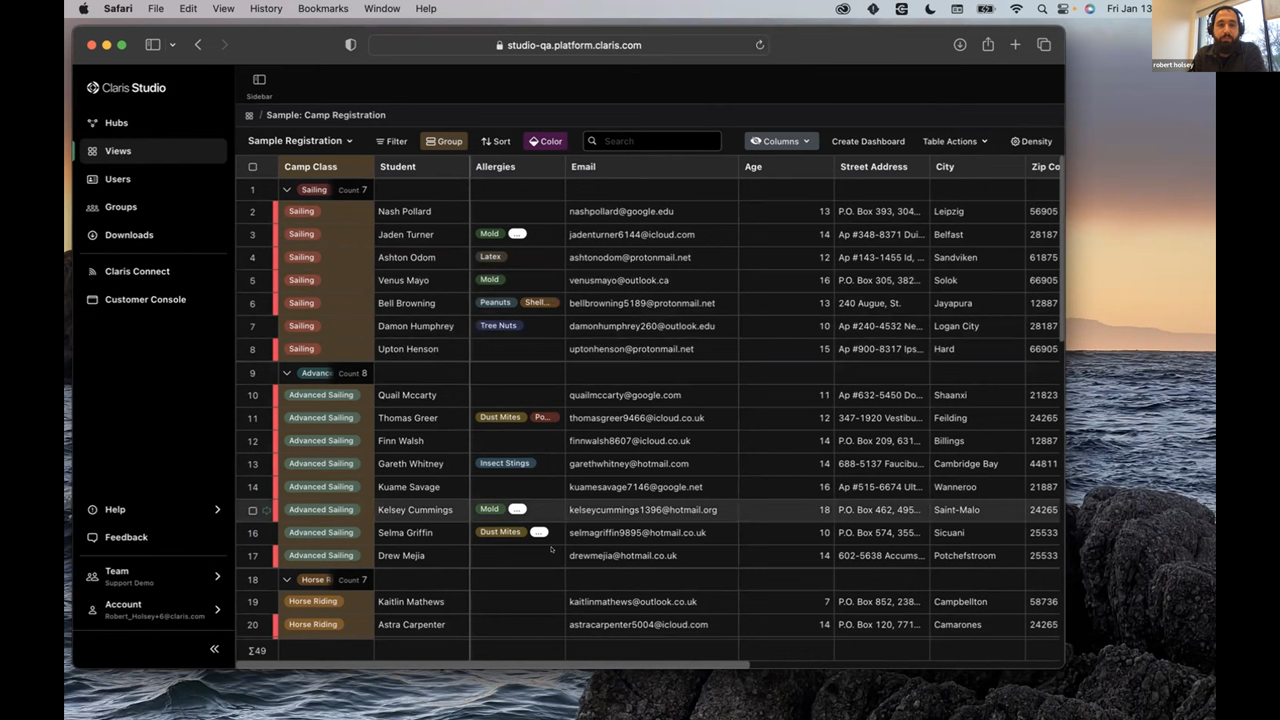 Safari File Edit View History Bookmarks Window Help Fri Jan 13
robert holsey
studio-qa.platform.claris.com
Claris Studio
Sidebar
Hubs
Views
Users
Groups
Downloads
Claris Connect
Customer Console
Help
Feedback
Team
Support Demo
Account
Robert_Holsey+6@claris.com
/ Sample: Camp Registration
Sample Registration Filter Group Sort Color Search Columns Create Dashboard Table Actions Density
Camp Class Student Allergies Email Age Street Address City Zip Co
1 Sailing Count 7
2 Sailing Nash Pollard nashpollard@google.edu 13 P.O. Box 393, 304... Leipzig 56905
3 Sailing Jaden Turner Mold ... jadenturner6144@icloud.com 14 Ap #348-8371 Dui... Belfast 28187
4 Sailing Ashton Odom Latex ashtonodom@protonmail.net 12 Ap #143-1455 Id, ... Sandviken 61875
5 Sailing Venus Mayo Mold venusmayo@outlook.ca 16 P.O. Box 305, 382... Solok 66905
6 Sailing Bell Browning Peanuts Shell... bellbrowning5189@protonmail.net 13 240 Augue, St. Jayapura 12887
7 Sailing Damon Humphrey Tree Nuts damonhumphrey260@outlook.edu 10 Ap #240-4532 Ne... Logan City 28187
8 Sailing Upton Henson uptonhenson@protonmail.net 15 Ap #900-8317 Ips... Hard 66905
9 Advanc Count 8
10 Advanced Sailing Quail Mccarty quailmccarty@google.com 11 Ap #632-5450 Do... Shaanxi 21823
11 Advanced Sailing Thomas Greer Dust Mites Po... thomasgreer9466@icloud.com 12 347-1920 Vestibu... Feilding 24265
12 Advanced Sailing Finn Walsh finnwalsh8607@icloud.co.uk 14 P.O. Box 209, 631... Billings 12887
13 Advanced Sailing Gareth Whitney Insect Stings garethwhitney@hotmail.com 14 688-5137 Faucibu... Cambridge Bay 44811
14 Advanced Sailing Kuame Savage kuamesavage7146@google.net 16 Ap #515-6674 Ult... Wanneroo 21887
Advanced Sailing Kelsey Cummings Mold ... kelseycummings1396@hotmail.org 18 P.O. Box 462, 495... Saint-Malo 24265
16 Advanced Sailing Selma Griffin Dust Mites ... selmagriffin9895@hotmail.co.uk 10 P.O. Box 574, 355... Sicuani 25533
17 Advanced Sailing Drew Mejia drewmejia@hotmail.co.uk 14 602-5638 Accums... Potchefstroom 25533
18 Horse R Count 7
19 Horse Riding Kaitlin Mathews kaitlinmathews@outlook.co.uk 7 P.O. Box 852, 238... Campbellton 58736
20 Horse Riding Astra Carpenter astracarpenter5004@icloud.com 14 P.O. Box 120, 771... Camarones 24265
Σ49